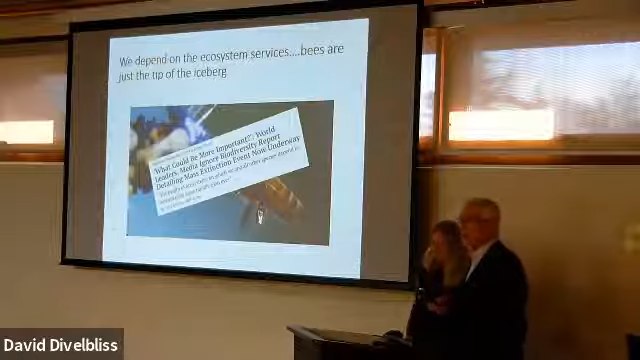 We depend on the ecosystem services....bees are
just the tip of the iceberg
'What Could Be More Important?': World
Leaders, Media Ignore Biodiversity Report
Detailing Mass Extinction Event Now Underway
David Divelbliss